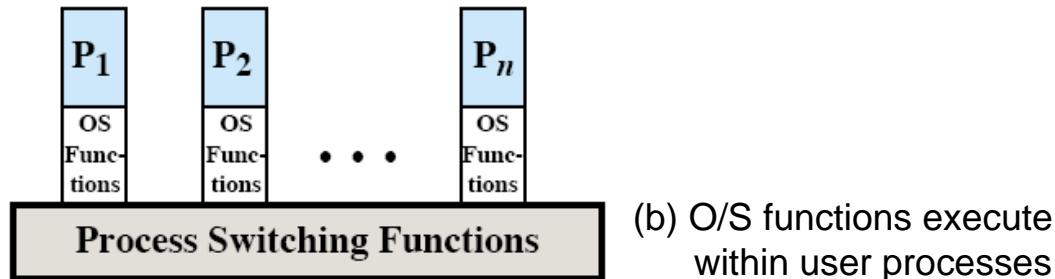 P1 P2 Pn
OS OS OS
Func- Func- • • • Func-
tions tions tions
Process Switching Functions
(b) O/S functions execute
within user processes